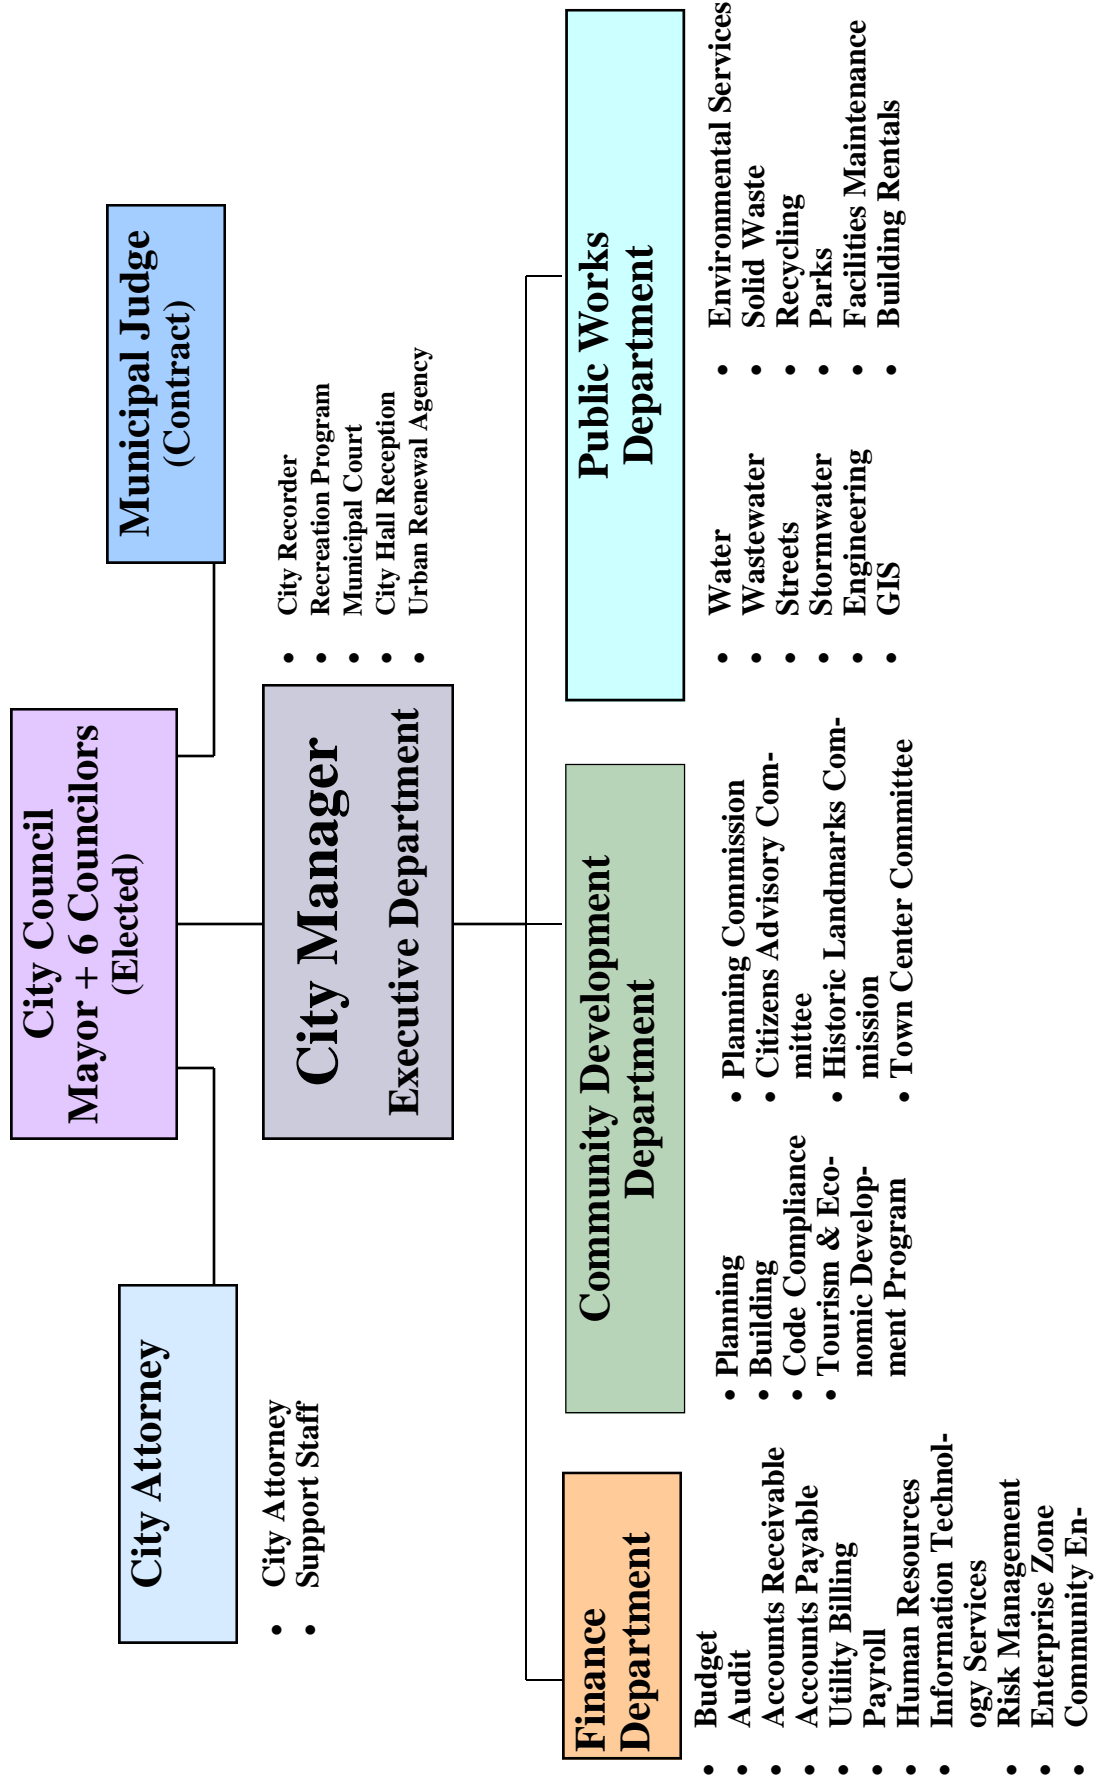 City Council
Mayor + 6 Councilors
(Elected)
City Attorney
• City Attorney
• Support Staff
Municipal Judge
(Contract)
City Manager
Executive Department
• City Recorder
• Recreation Program
• Municipal Court
• City Hall Reception
• Urban Renewal Agency
Finance
Department
• Budget
• Audit
• Accounts Receivable
• Accounts Payable
• Utility Billing
• Payroll
• Human Resources
• Information Technol-
ogy Services
• Risk Management
• Enterprise Zone
• Community En-
Community Development
Department
• Planning
• Building
• Code Compliance
• Tourism & Eco-
nomic Develop-
ment Program
• Planning Commission
• Citizens Advisory Com-
mittee
• Historic Landmarks Com-
mission
• Town Center Committee
Public Works
Department
• Water
• Wastewater
• Streets
• Stormwater
• Engineering
• GIS
• Environmental Services
• Solid Waste
• Recycling
• Parks
• Facilities Maintenance
• Building Rentals